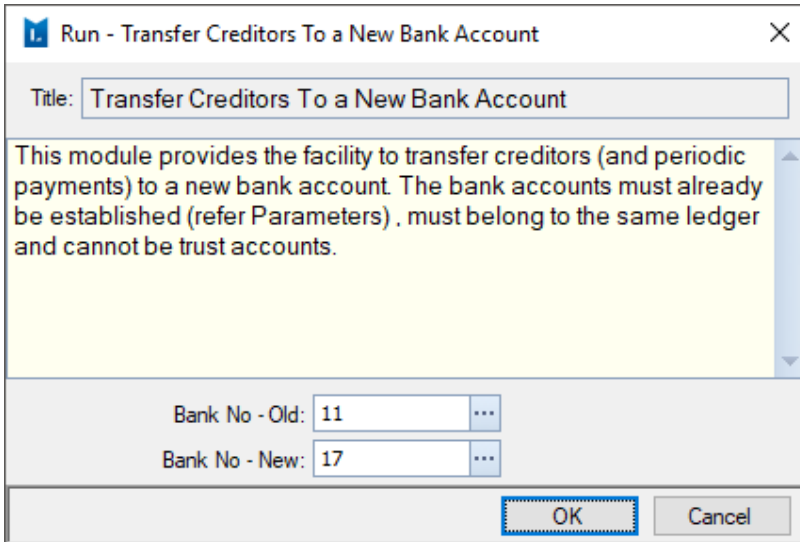 Run - Transfer Creditors To a New Bank Account
Title: Transfer Creditors To a New Bank Account
This module provides the facility to transfer creditors (and periodic
payments) to a new bank account. The bank accounts must already
be established (refer Parameters) , must belong to the same ledger
and cannot be trust accounts.
Bank No - Old: 11 ...
Bank No - New: 17 ...
OK Cancel